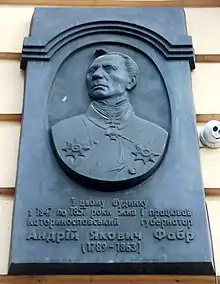 У цьому будинку
з 1847 по 1857 роки жив і працював
Катеринославський губернатор
Андрій Якович Фабр
(1789–1863)